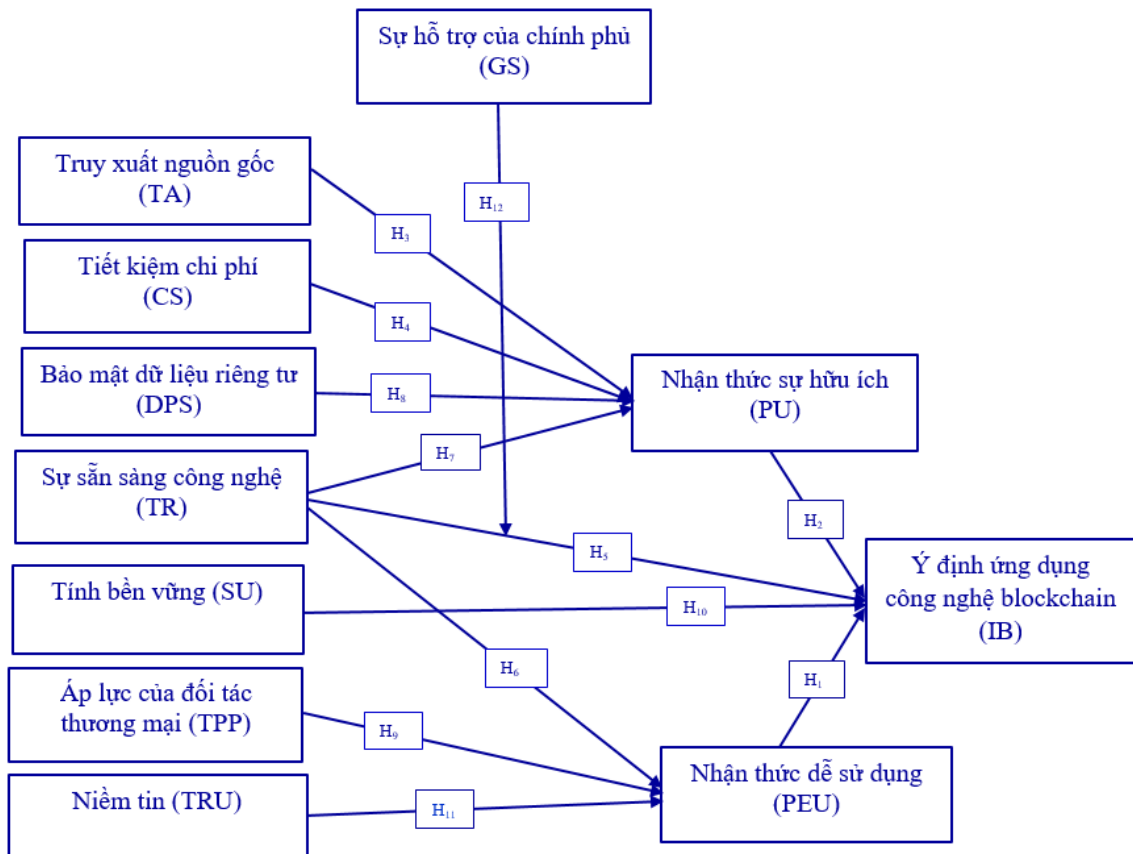 Sự hỗ trợ của chính phủ
(GS)
Truy xuất nguồn gốc
(TA)
H₁₂
H₃
Tiết kiệm chi phí
(CS)
H₄
Bảo mật dữ liệu riêng tư
(DPS)
H₈
Nhận thức sự hữu ích
(PU)
Sự sẵn sàng công nghệ
(TR)
H₇
H₂
H₅
Ý định ứng dụng
công nghệ blockchain
(IB)
Tính bền vững (SU)
H₁₀
H₆
H₁
Áp lực của đối tác
thương mại (TPP)
H₉
Nhận thức dễ sử dụng
(PEU)
Niềm tin (TRU)
H₁₁